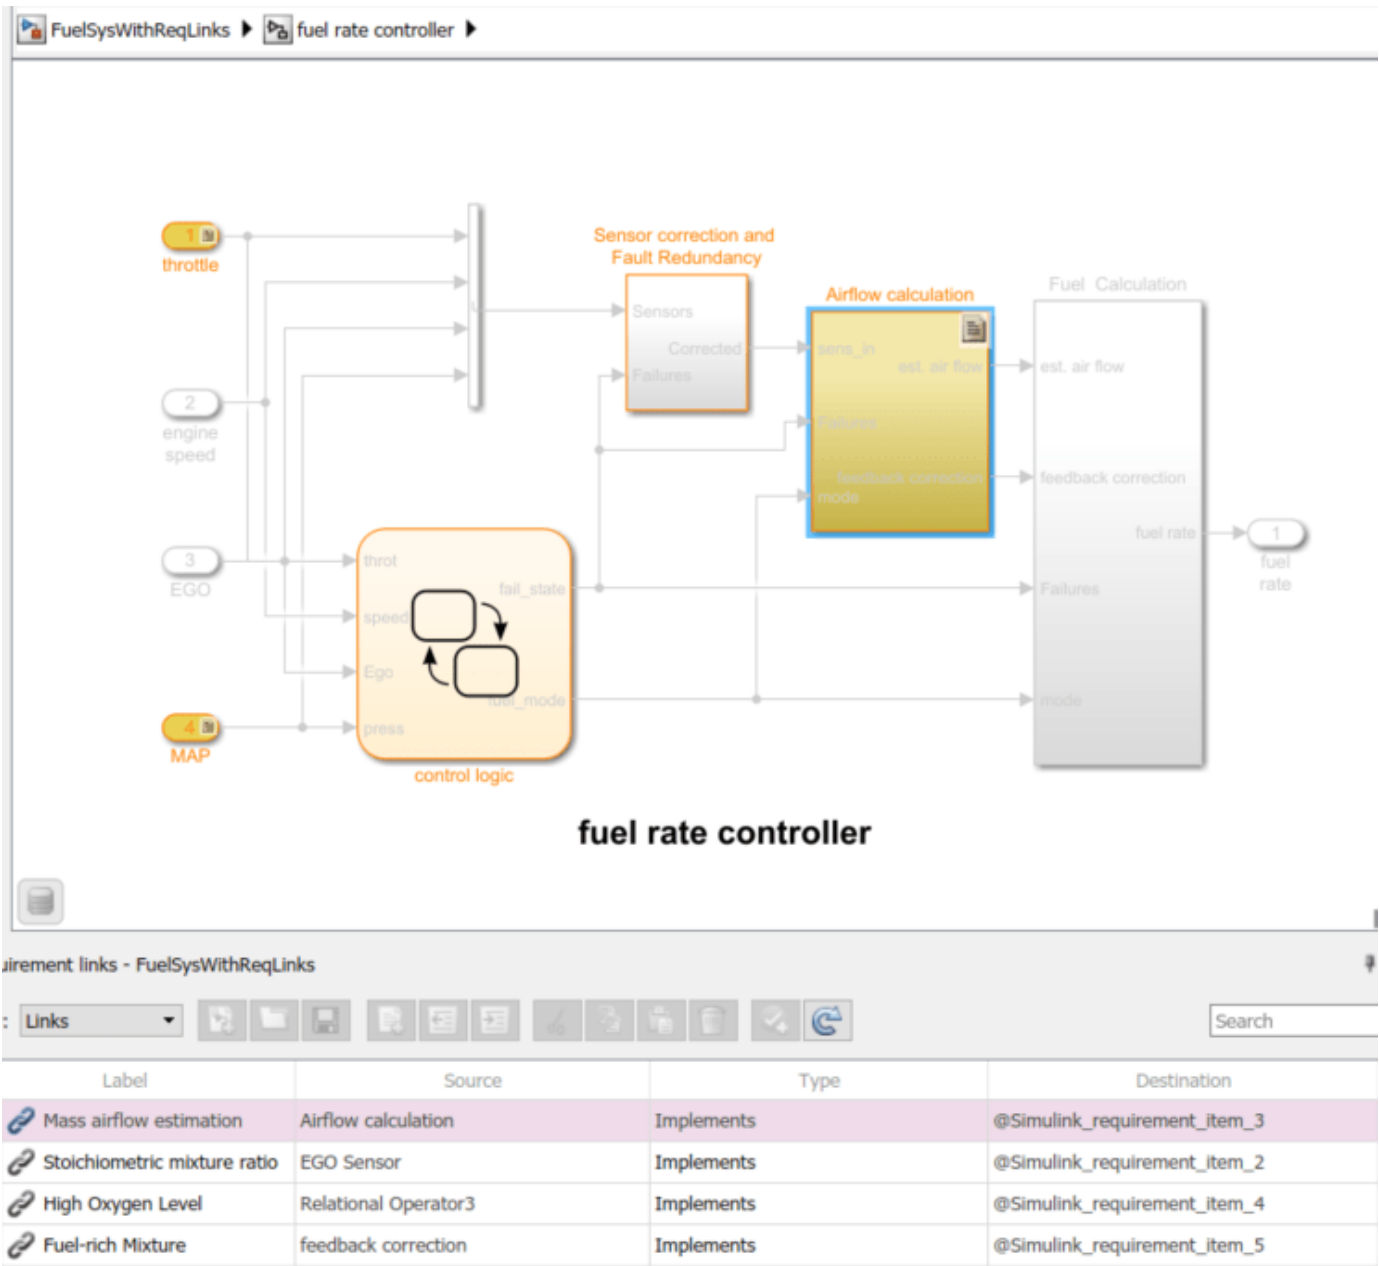 FuelSysWithReqLinks fuel rate controller
1
throttle
2
engine
speed
3
EGO
4
MAP
Sensor correction and
Fault Redundancy
Sensors
Corrected
Failures
Airflow calculation
sens_in
est. air flow
Failures
feedback correction
mode
Fuel Calculation
est. air flow
feedback correction
fuel rate
Failures
mode
1
fuel
rate
throt
fail_state
speed
Ego
fuel_mode
press
control logic
fuel rate controller
uirement links - FuelSysWithReqLinks
: Links Search
Label Source Type Destination
Mass airflow estimation Airflow calculation Implements @Simulink_requirement_item_3
Stoichiometric mixture ratio EGO Sensor Implements @Simulink_requirement_item_2
High Oxygen Level Relational Operator3 Implements @Simulink_requirement_item_4
Fuel-rich Mixture feedback correction Implements @Simulink_requirement_item_5